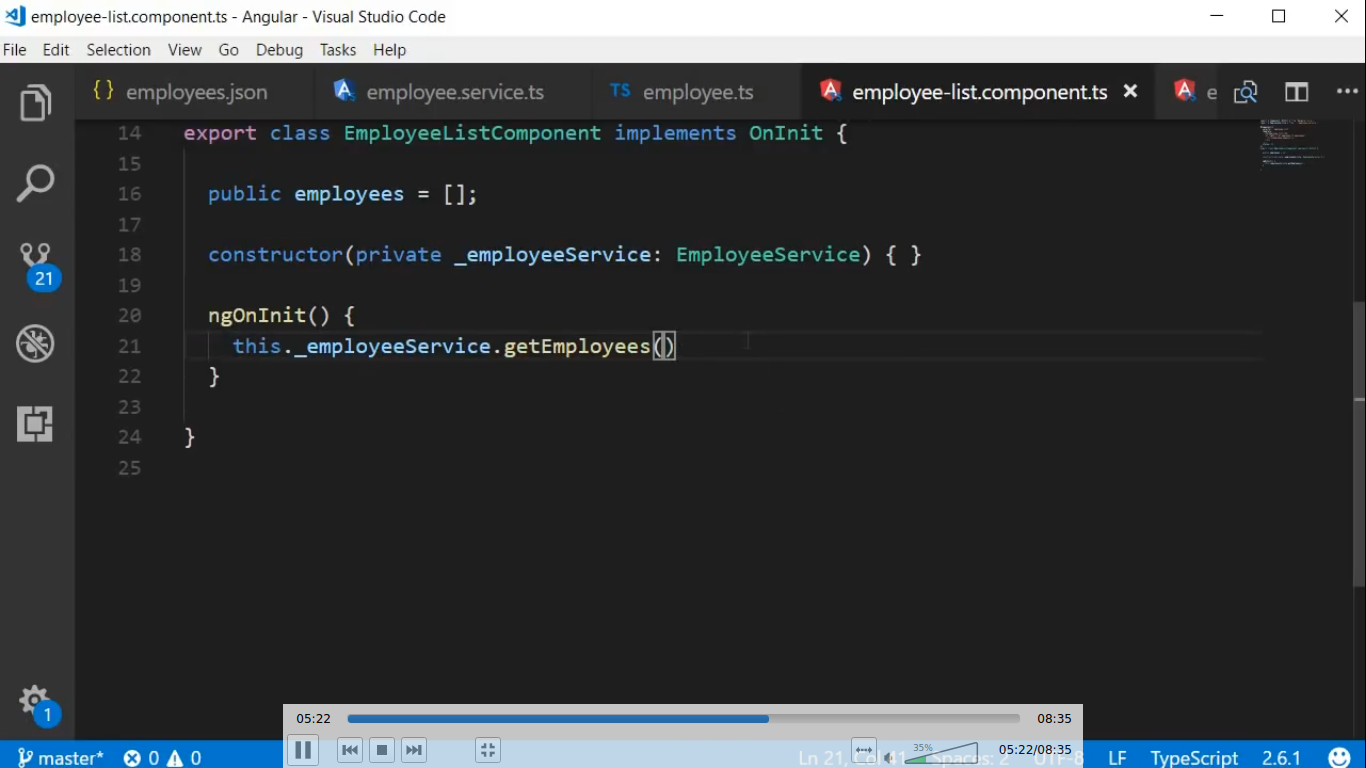 employee-list.component.ts - Angular - Visual Studio Code
File Edit Selection View Go Debug Tasks Help
{} employees.json employee.service.ts TS employee.ts employee-list.component.ts e
14 export class EmployeeListComponent implements OnInit {
15
16 public employees = [];
17
18 constructor(private _employeeService: EmployeeService) { }
19
20 ngOnInit() {
21 this._employeeService.getEmployees()
22 }
23
24 }
25
21
1
05:22 08:35
35% 05:22/08:35
master* 0 0 Ln 21, Col 41 Spaces: 2 UTF-8 LF TypeScript 2.6.1